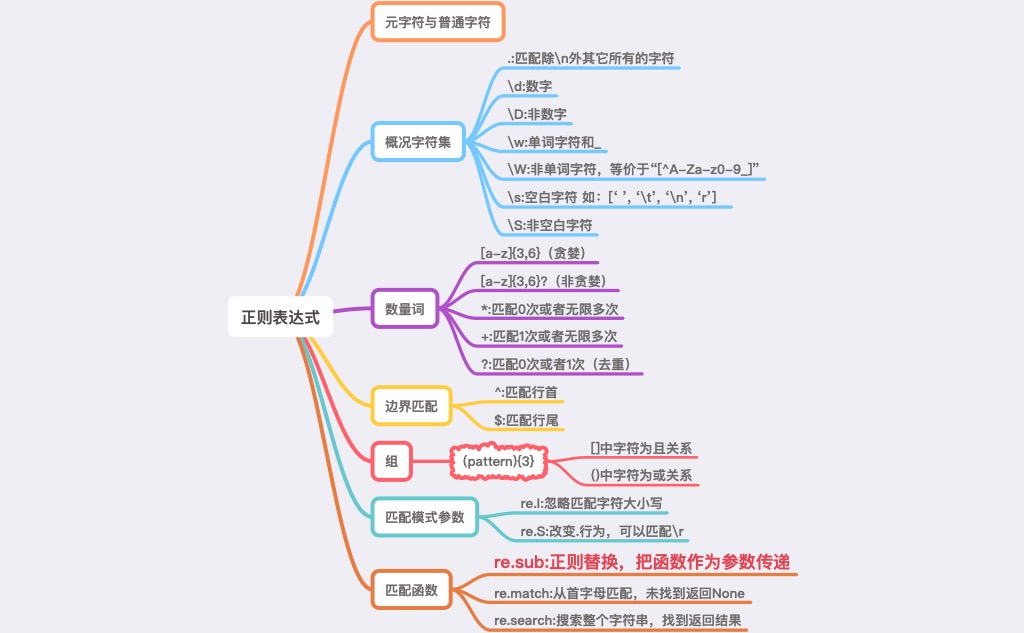 正则表达式
元字符与普通字符
概况字符集
.:匹配除\n外其它所有的字符
\d:数字
\D:非数字
\w:单词字符和_
\W:非单词字符，等价于“[^A-Za-z0-9_]”
\s:空白字符 如：[‘ ’, ‘\t’, ‘\n’, ‘r’]
\S:非空白字符
数量词
[a-z]{3,6}（贪婪）
[a-z]{3,6}?（非贪婪）
*:匹配0次或者无限多次
+:匹配1次或者无限多次
?:匹配0次或者1次（去重）
边界匹配
^:匹配行首
$:匹配行尾
组
(pattern){3}
[]中字符为且关系
()中字符为或关系
匹配模式参数
re.I:忽略匹配字符大小写
re.S:改变.行为，可以匹配\r
匹配函数
re.sub:正则替换，把函数作为参数传递
re.match:从首字母匹配，未找到返回None
re.search:搜索整个字符串，找到返回结果